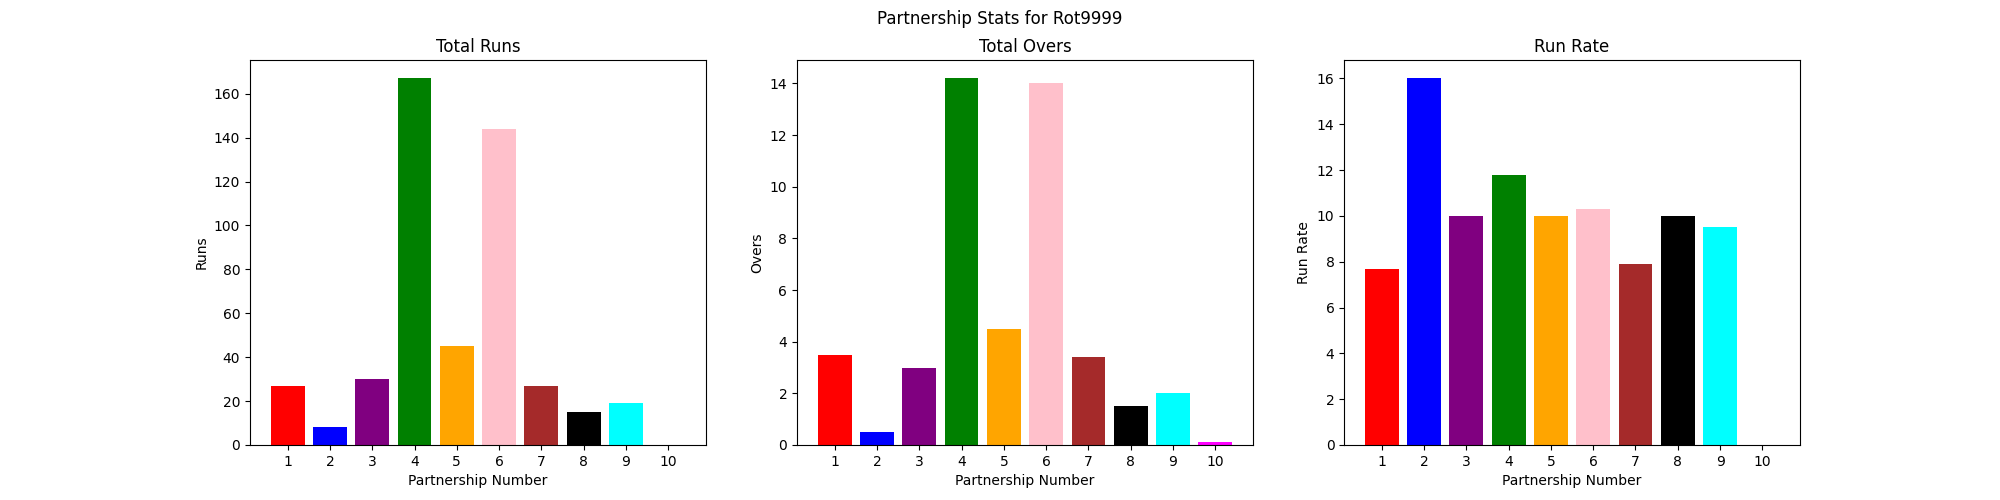 Partnership Stats for Rot9999
Total Runs
160
140
120
100
80
60
40
20
0
Runs
1 2 3 4 5 6 7 8 9 10
Partnership Number
Total Overs
14
12
10
8
6
4
2
0
Overs
1 2 3 4 5 6 7 8 9 10
Partnership Number
Run Rate
16
14
12
10
8
6
4
2
0
Run Rate
1 2 3 4 5 6 7 8 9 10
Partnership Number